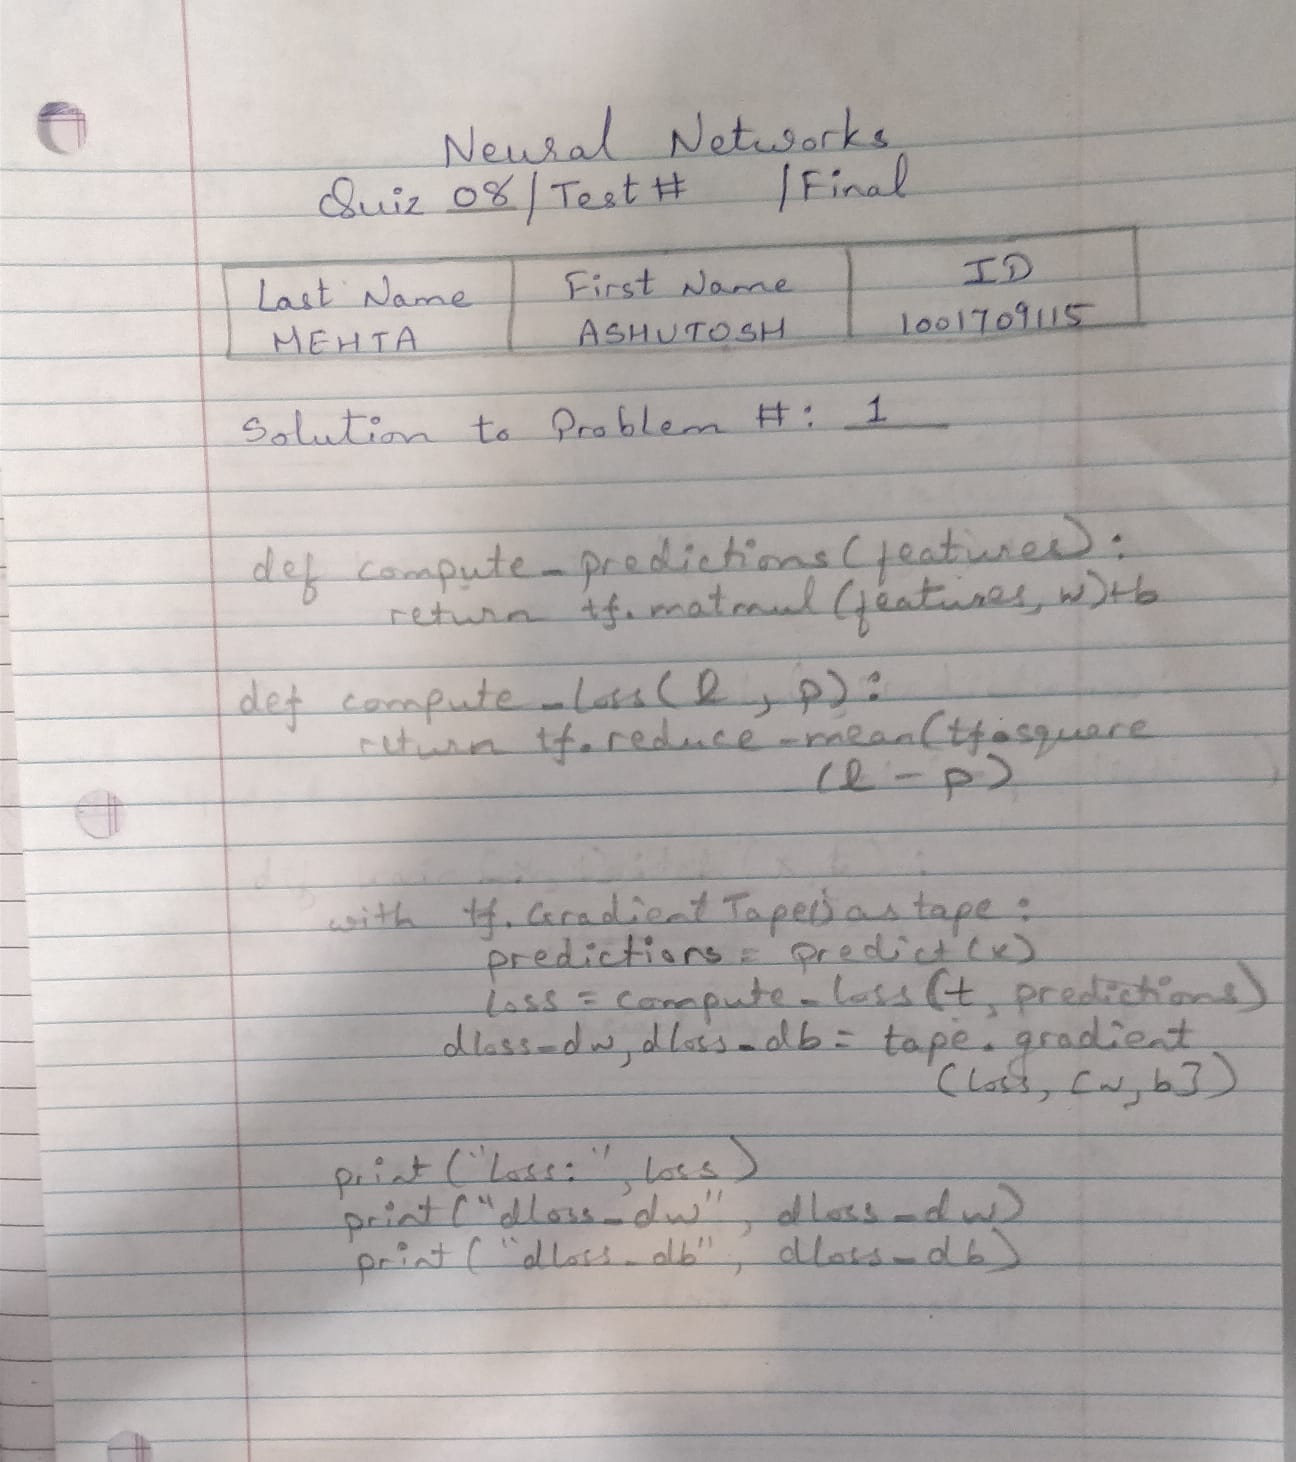 Neural Networks
Quiz 08/Test # /Final
Last Name First Name ID
MEHTA ASHUTOSH 1001709115
Solution to Problem #: 1
def compute_predictions(features):
return tf.matmul(features, w)+b
def compute_loss(l, p):
return tf.reduce_mean(tf.square
(l - p)
with tf.GradientTape() as tape:
predictions = predict(x)
loss = compute_loss(t, predictions)
dloss_dw, dloss_db = tape.gradient
(loss, [w, b])
print("loss:", loss)
print("dloss_dw", dloss_dw)
print("dloss_db", dloss_db)